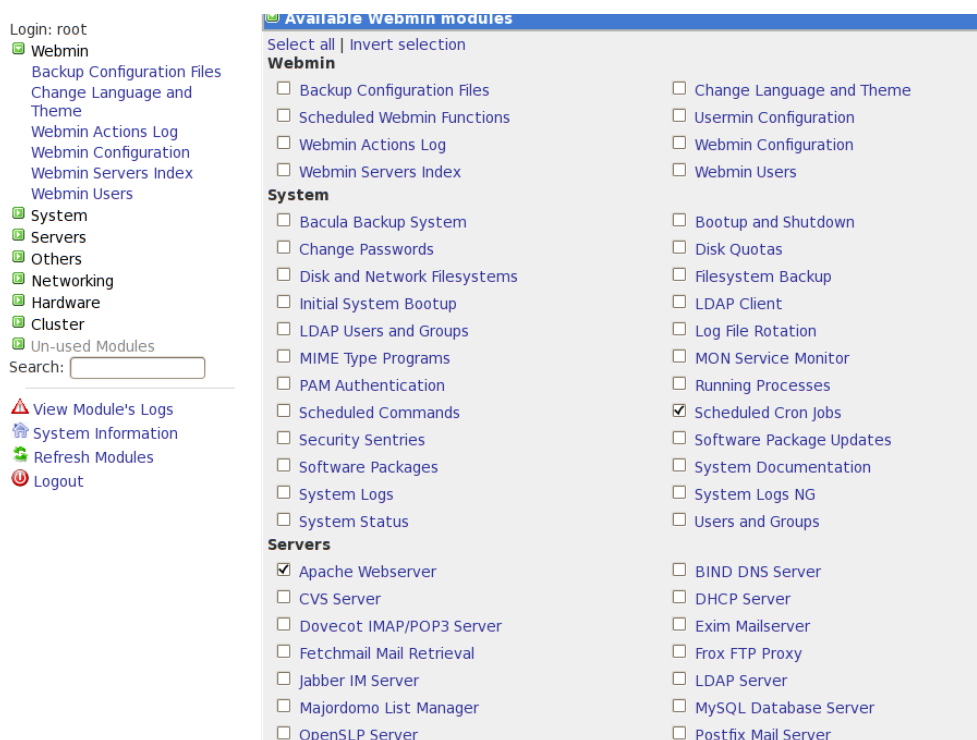 Login: root
Webmin
Backup Configuration Files
Change Language and
Theme
Webmin Actions Log
Webmin Configuration
Webmin Servers Index
Webmin Users
System
Servers
Others
Networking
Hardware
Cluster
Un-used Modules
Search:
View Module's Logs
System Information
Refresh Modules
Logout
Available Webmin modules
Select all | Invert selection
Webmin
Backup Configuration Files Change Language and Theme
Scheduled Webmin Functions Usermin Configuration
Webmin Actions Log Webmin Configuration
Webmin Servers Index Webmin Users
System
Bacula Backup System Bootup and Shutdown
Change Passwords Disk Quotas
Disk and Network Filesystems Filesystem Backup
Initial System Bootup LDAP Client
LDAP Users and Groups Log File Rotation
MIME Type Programs MON Service Monitor
PAM Authentication Running Processes
Scheduled Commands Scheduled Cron Jobs
Security Sentries Software Package Updates
Software Packages System Documentation
System Logs System Logs NG
System Status Users and Groups
Servers
Apache Webserver BIND DNS Server
CVS Server DHCP Server
Dovecot IMAP/POP3 Server Exim Mailserver
Fetchmail Mail Retrieval Frox FTP Proxy
Jabber IM Server LDAP Server
Majordomo List Manager MySQL Database Server
OpenSLP Server Postfix Mail Server